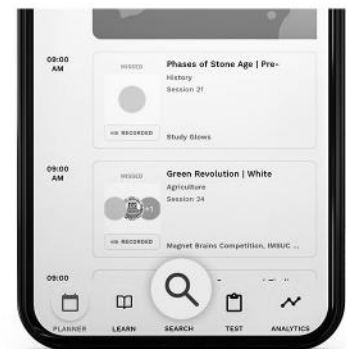 09:00
AM
MISSED
Phases of Stone Age | Pre-
History
Session 21
RECORDED
Study Glows
09:00
AM
MISSED
Green Revolution | White
Agriculture
Session 24
+1
RECORDED
Magnet Brains Competition, IMSUC ..
09:00
PLANNER
LEARN
SEARCH
TEST
ANALYTICS